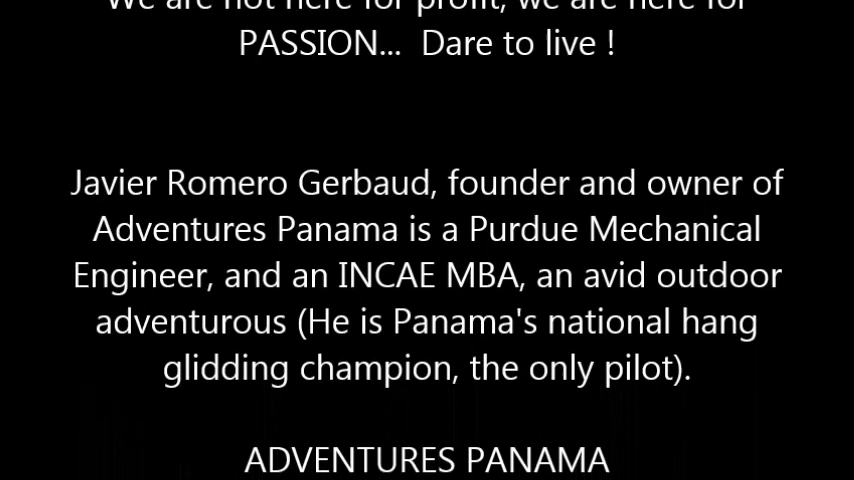 We are not here for profit, we are here for
PASSION... Dare to live !
Javier Romero Gerbaud, founder and owner of
Adventures Panama is a Purdue Mechanical
Engineer, and an INCAE MBA, an avid outdoor
adventurous (He is Panama's national hang
glidding champion, the only pilot).
ADVENTURES PANAMA